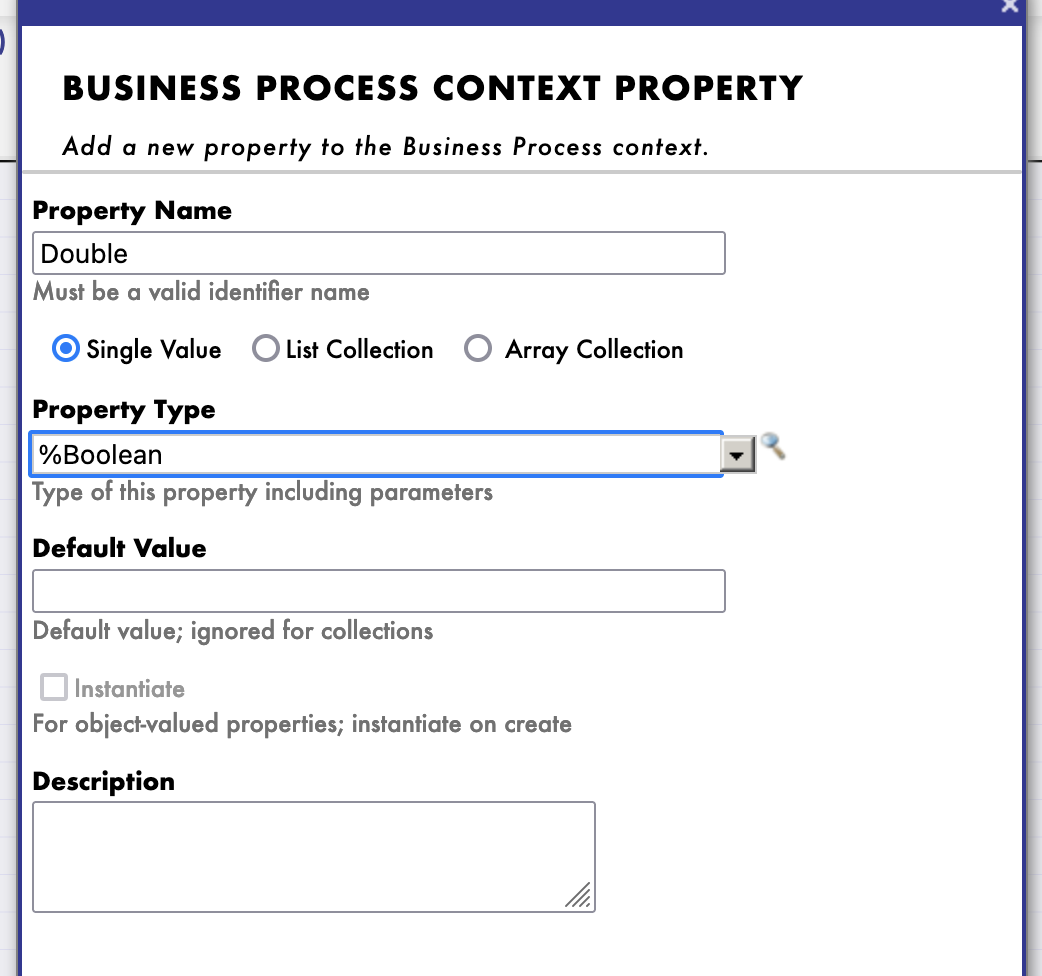 )
×
BUSINESS PROCESS CONTEXT PROPERTY
Add a new property to the Business Process context.
Property Name
Double
Must be a valid identifier name
Single Value List Collection Array Collection
Property Type
%Boolean
Type of this property including parameters
Default Value
Default value; ignored for collections
Instantiate
For object-valued properties; instantiate on create
Description